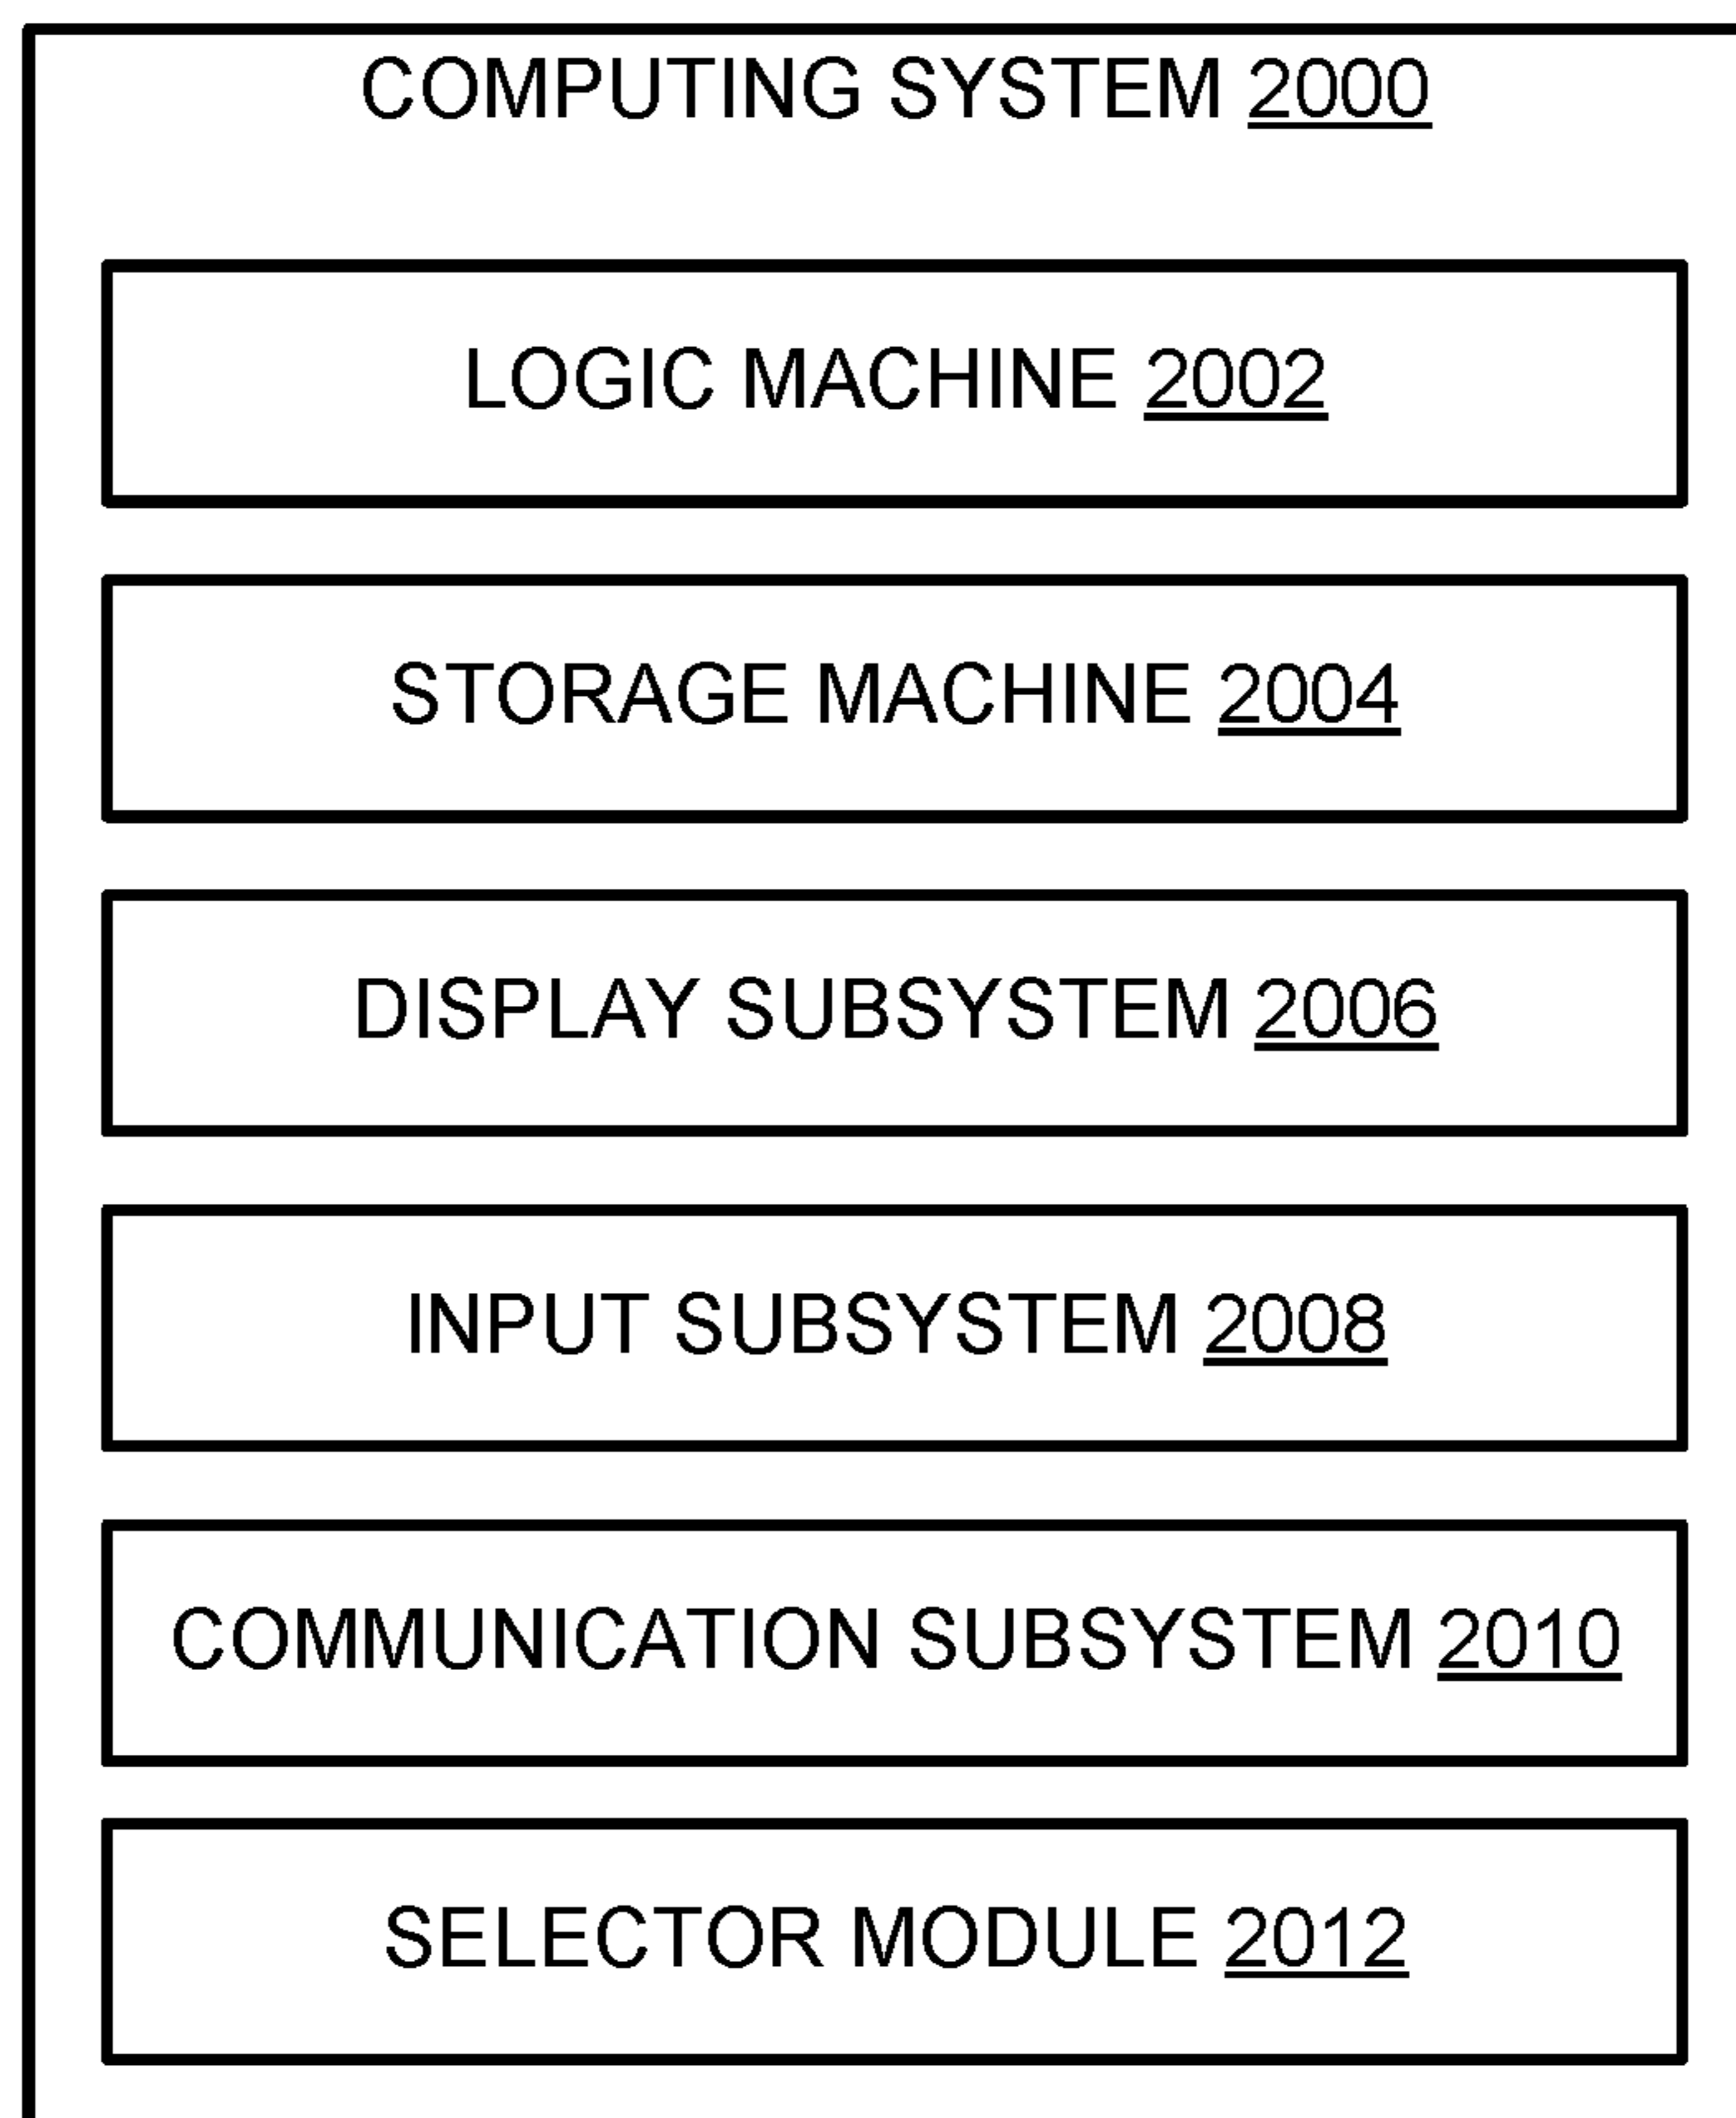 COMPUTING SYSTEM 2000
LOGIC MACHINE 2002
STORAGE MACHINE 2004
DISPLAY SUBSYSTEM 2006
INPUT SUBSYSTEM 2008
COMMUNICATION SUBSYSTEM 2010
SELECTOR MODULE 2012